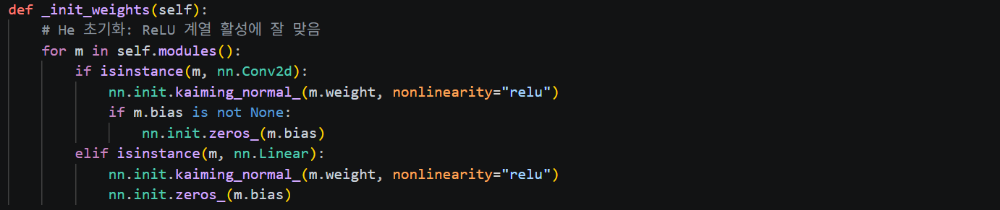 def _init_weights(self):
    # He 초기화: ReLU 계열 활성에 잘 맞음
    for m in self.modules():
        if isinstance(m, nn.Conv2d):
            nn.init.kaiming_normal_(m.weight, nonlinearity="relu")
            if m.bias is not None:
                nn.init.zeros_(m.bias)
        elif isinstance(m, nn.Linear):
            nn.init.kaiming_normal_(m.weight, nonlinearity="relu")
            nn.init.zeros_(m.bias)